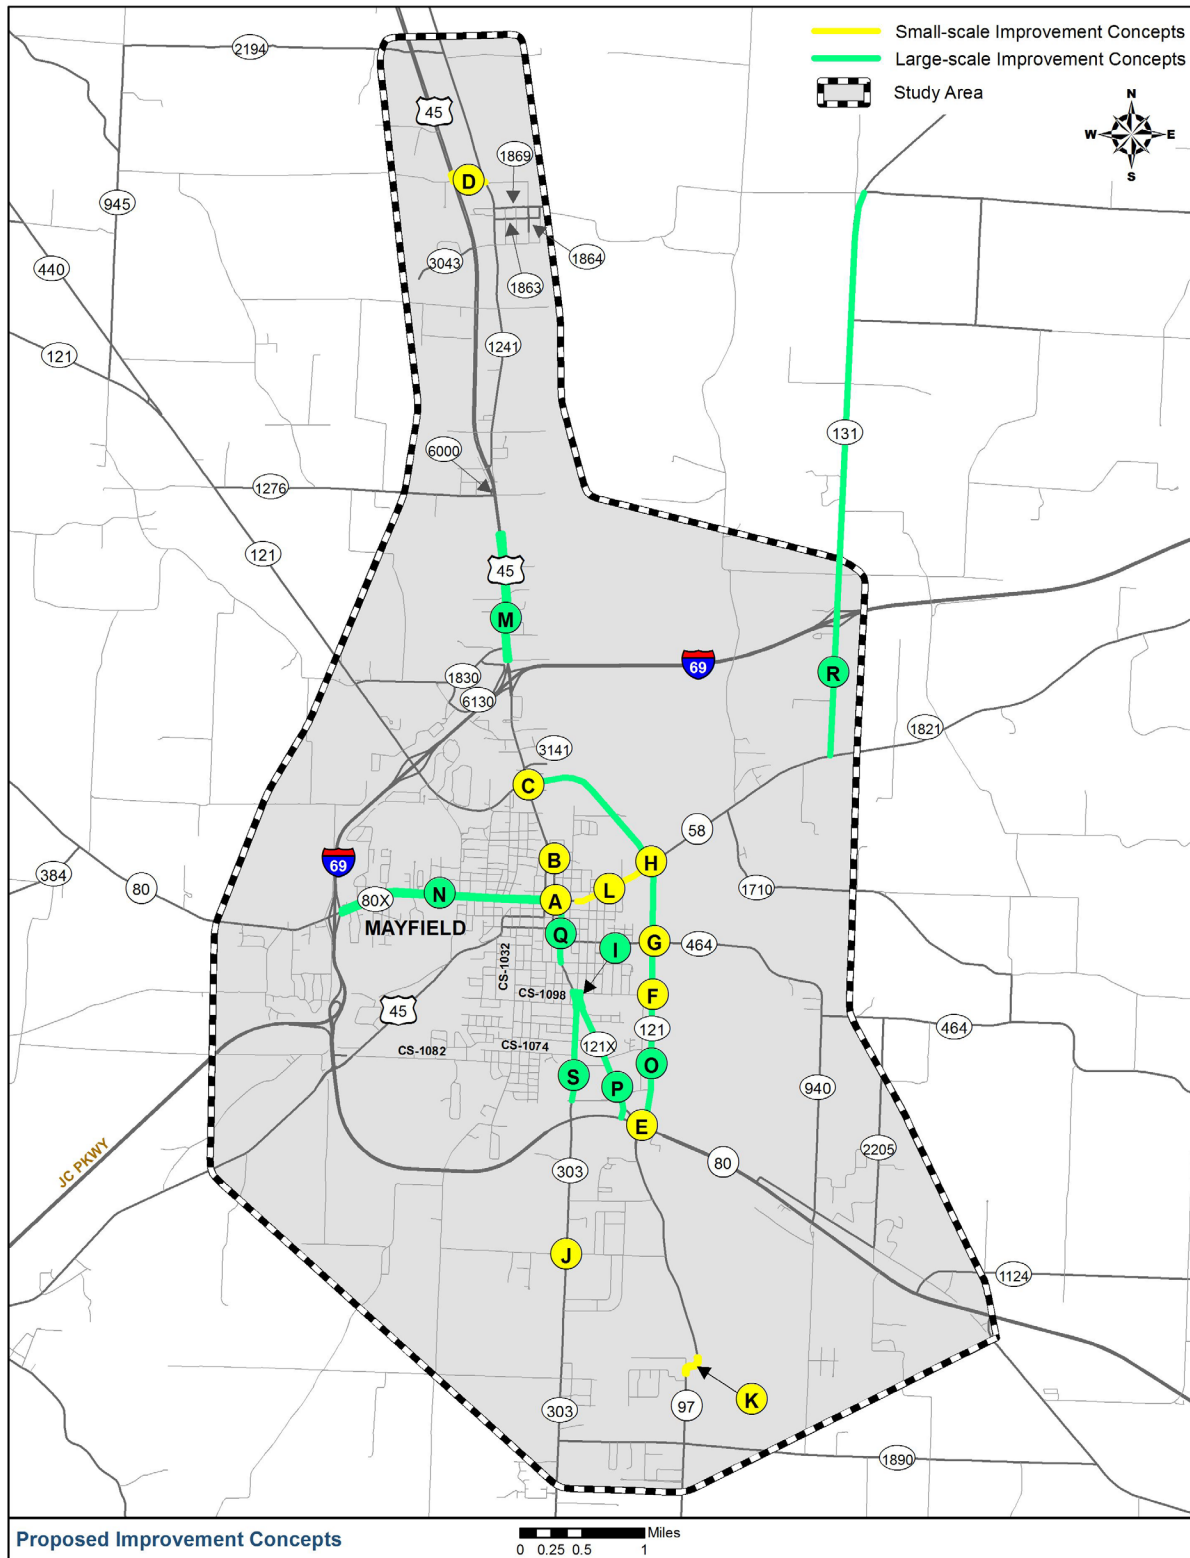 Small-scale Improvement Concepts
Large-scale Improvement Concepts
Study Area
N
W
E
S
2194
45
1869
D
945
1864
3043
1863
440
1241
121
131
6000
1276
121
45
M
69
R
1830
6130
1821
3141
C
58
B
H
69
384
80
L
1710
80X
N
A
MAYFIELD
Q
I
G
464
CS-1032
CS-1098
F
45
121
464
CS-1082
CS-1074
121X
O
S
P
940
E
2205
JC PKWY
80
303
J
1124
K
303
97
1890
Proposed Improvement Concepts
Miles
0 0.25 0.5 1